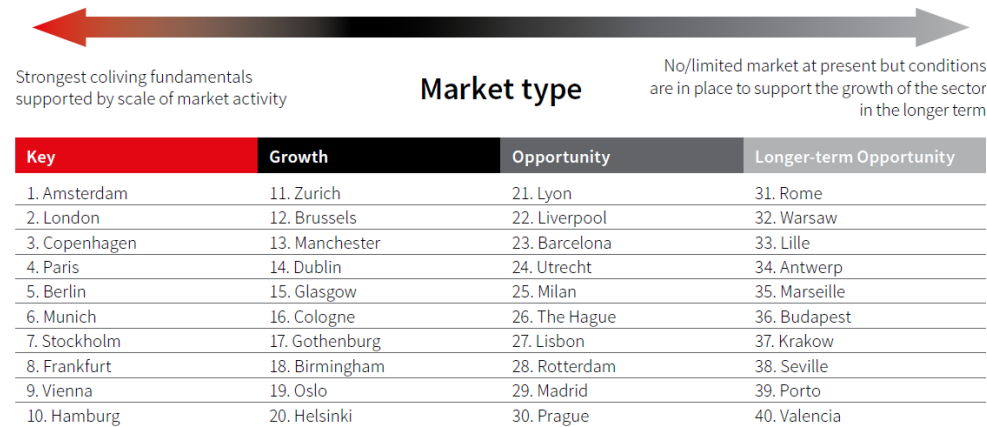 Strongest coliving fundamentals
supported by scale of market activity
Market type
No/limited market at present but conditions
are in place to support the growth of the sector
in the longer term
Key Growth Opportunity Longer-term Opportunity
1. Amsterdam 11. Zurich 21. Lyon 31. Rome
2. London 12. Brussels 22. Liverpool 32. Warsaw
3. Copenhagen 13. Manchester 23. Barcelona 33. Lille
4. Paris 14. Dublin 24. Utrecht 34. Antwerp
5. Berlin 15. Glasgow 25. Milan 35. Marseille
6. Munich 16. Cologne 26. The Hague 36. Budapest
7. Stockholm 17. Gothenburg 27. Lisbon 37. Krakow
8. Frankfurt 18. Birmingham 28. Rotterdam 38. Seville
9. Vienna 19. Oslo 29. Madrid 39. Porto
10. Hamburg 20. Helsinki 30. Prague 40. Valencia